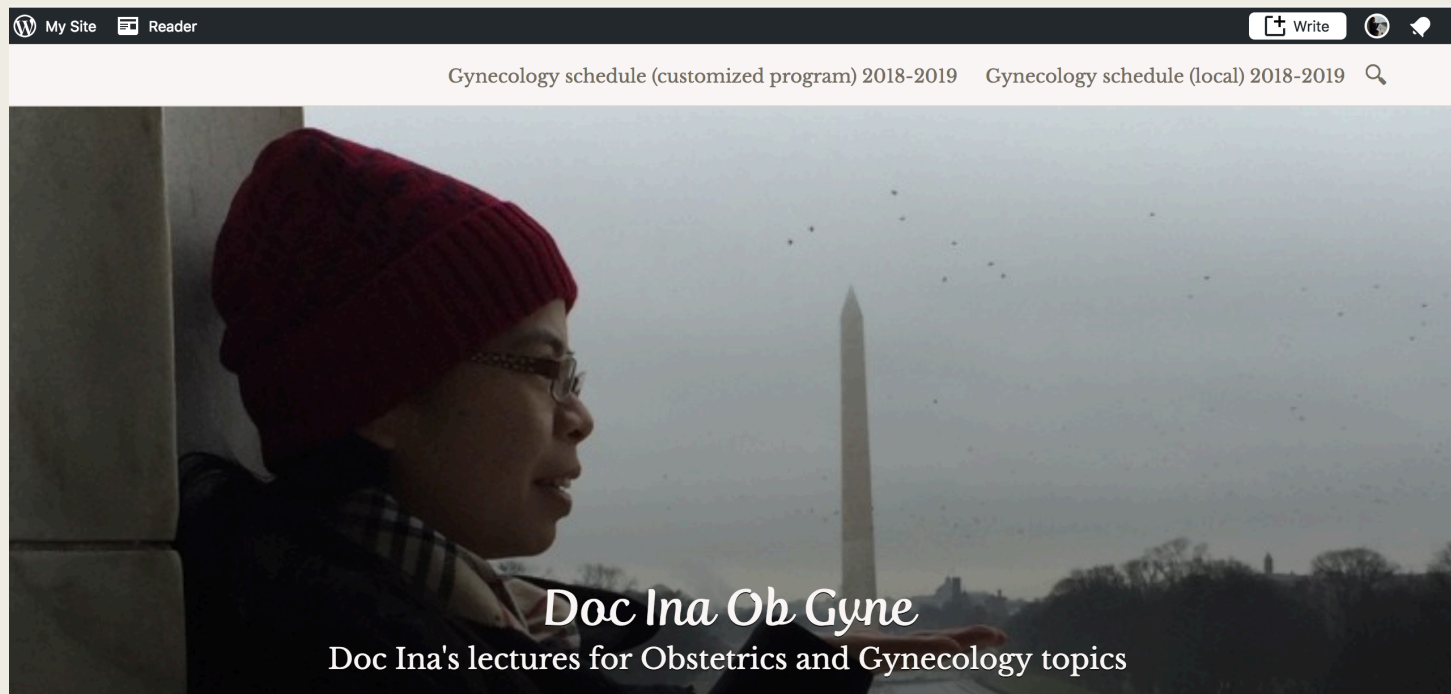 My Site Reader Write
Gynecology schedule (customized program) 2018-2019 Gynecology schedule (local) 2018-2019
Doc Ina Ob Gyne
Doc Ina's lectures for Obstetrics and Gynecology topics